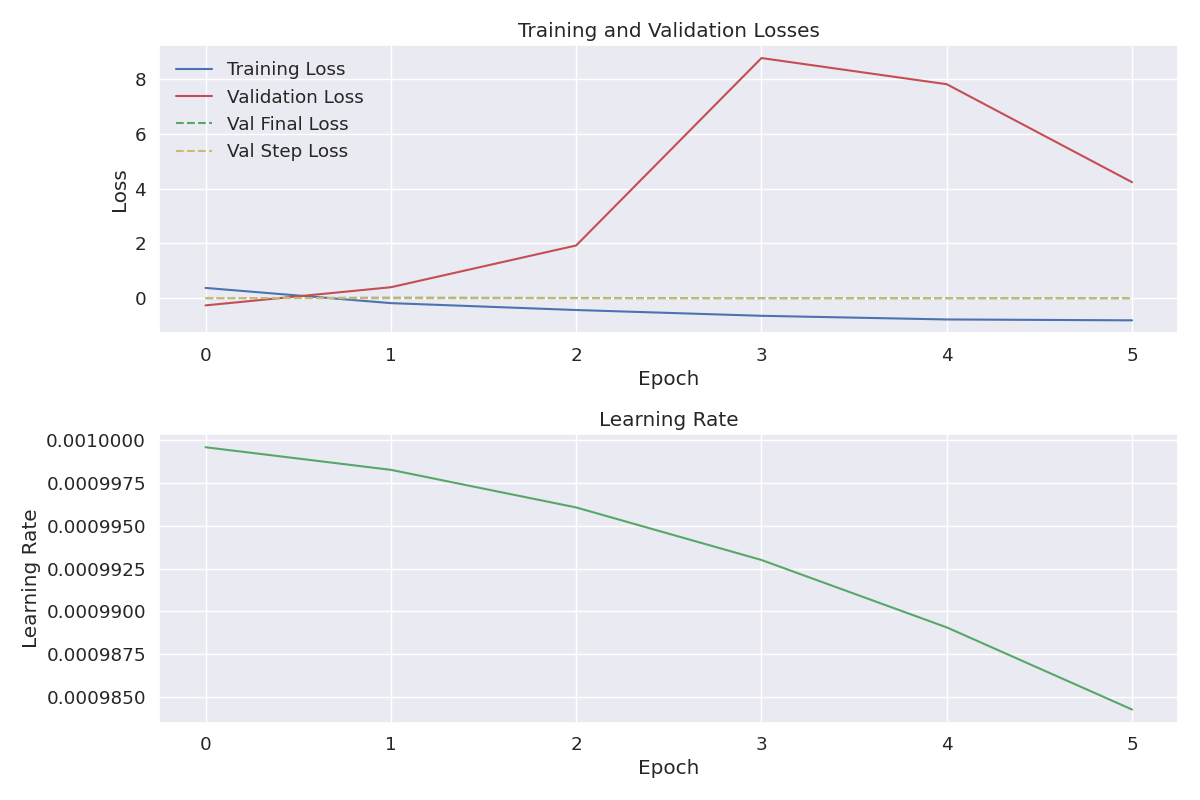 Training and Validation Losses
Training Loss
Validation Loss
Val Final Loss
Val Step Loss
Loss
8
6
4
2
0
0 1 2 3 4 5
Epoch
Learning Rate
Learning Rate
0.0010000
0.0009975
0.0009950
0.0009925
0.0009900
0.0009875
0.0009850
0 1 2 3 4 5
Epoch